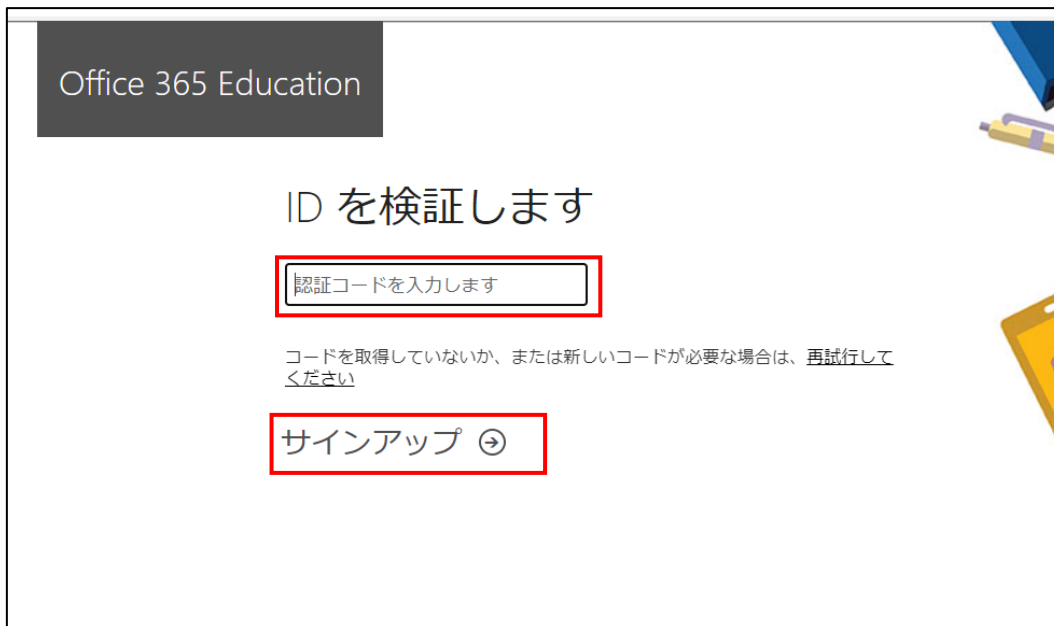 Office 365 Education
ID を検証します
認証コードを入力します
コードを取得していないか、または新しいコードが必要な場合は、再試行して
ください
サインアップ